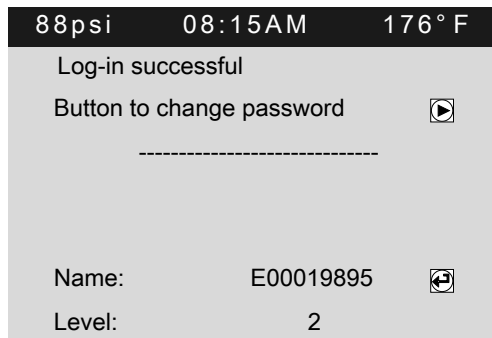 88psi 08:15AM 176°F
Log-in successful
Button to change password
------------------------------
Name: E00019895
Level: 2